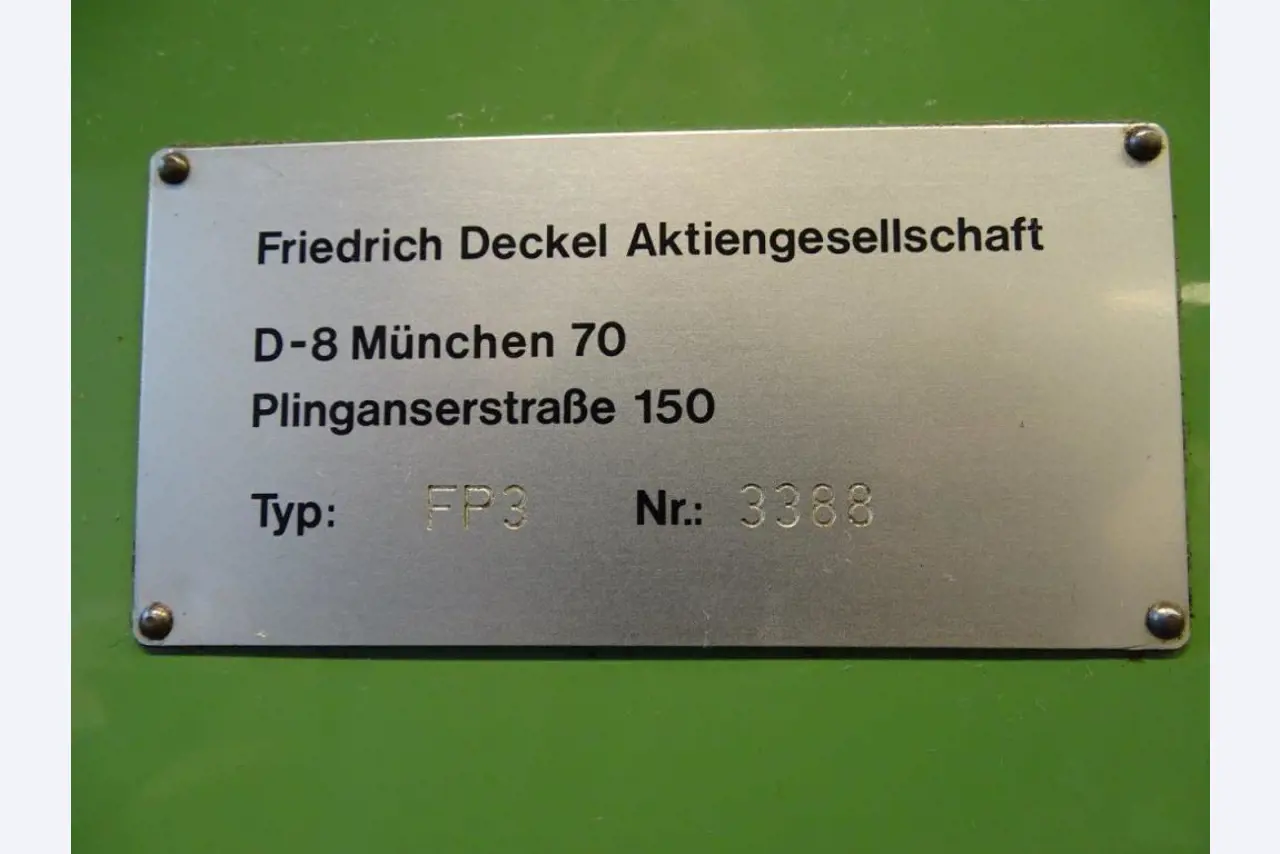 Friedrich Deckel Aktiengesellschaft
D-8 München 70
Plinganserstraße 150
Typ: FP3 Nr.: 3388